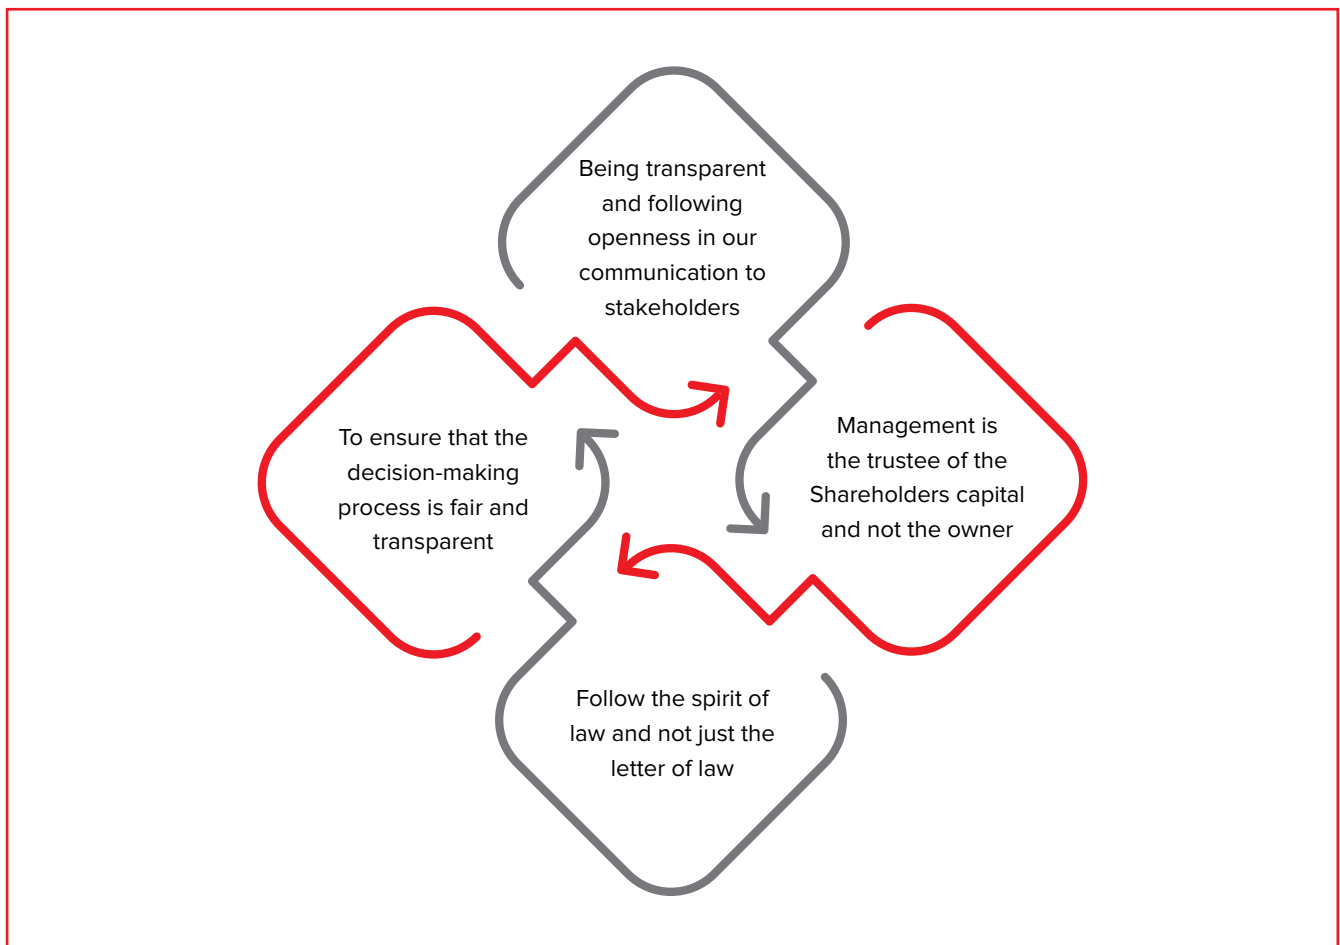 Being transparent
and following
openness in our
communication to
stakeholders
To ensure that the
decision-making
process is fair and
transparent
Management is
the trustee of the
Shareholders capital
and not the owner
Follow the spirit of
law and not just the
letter of law